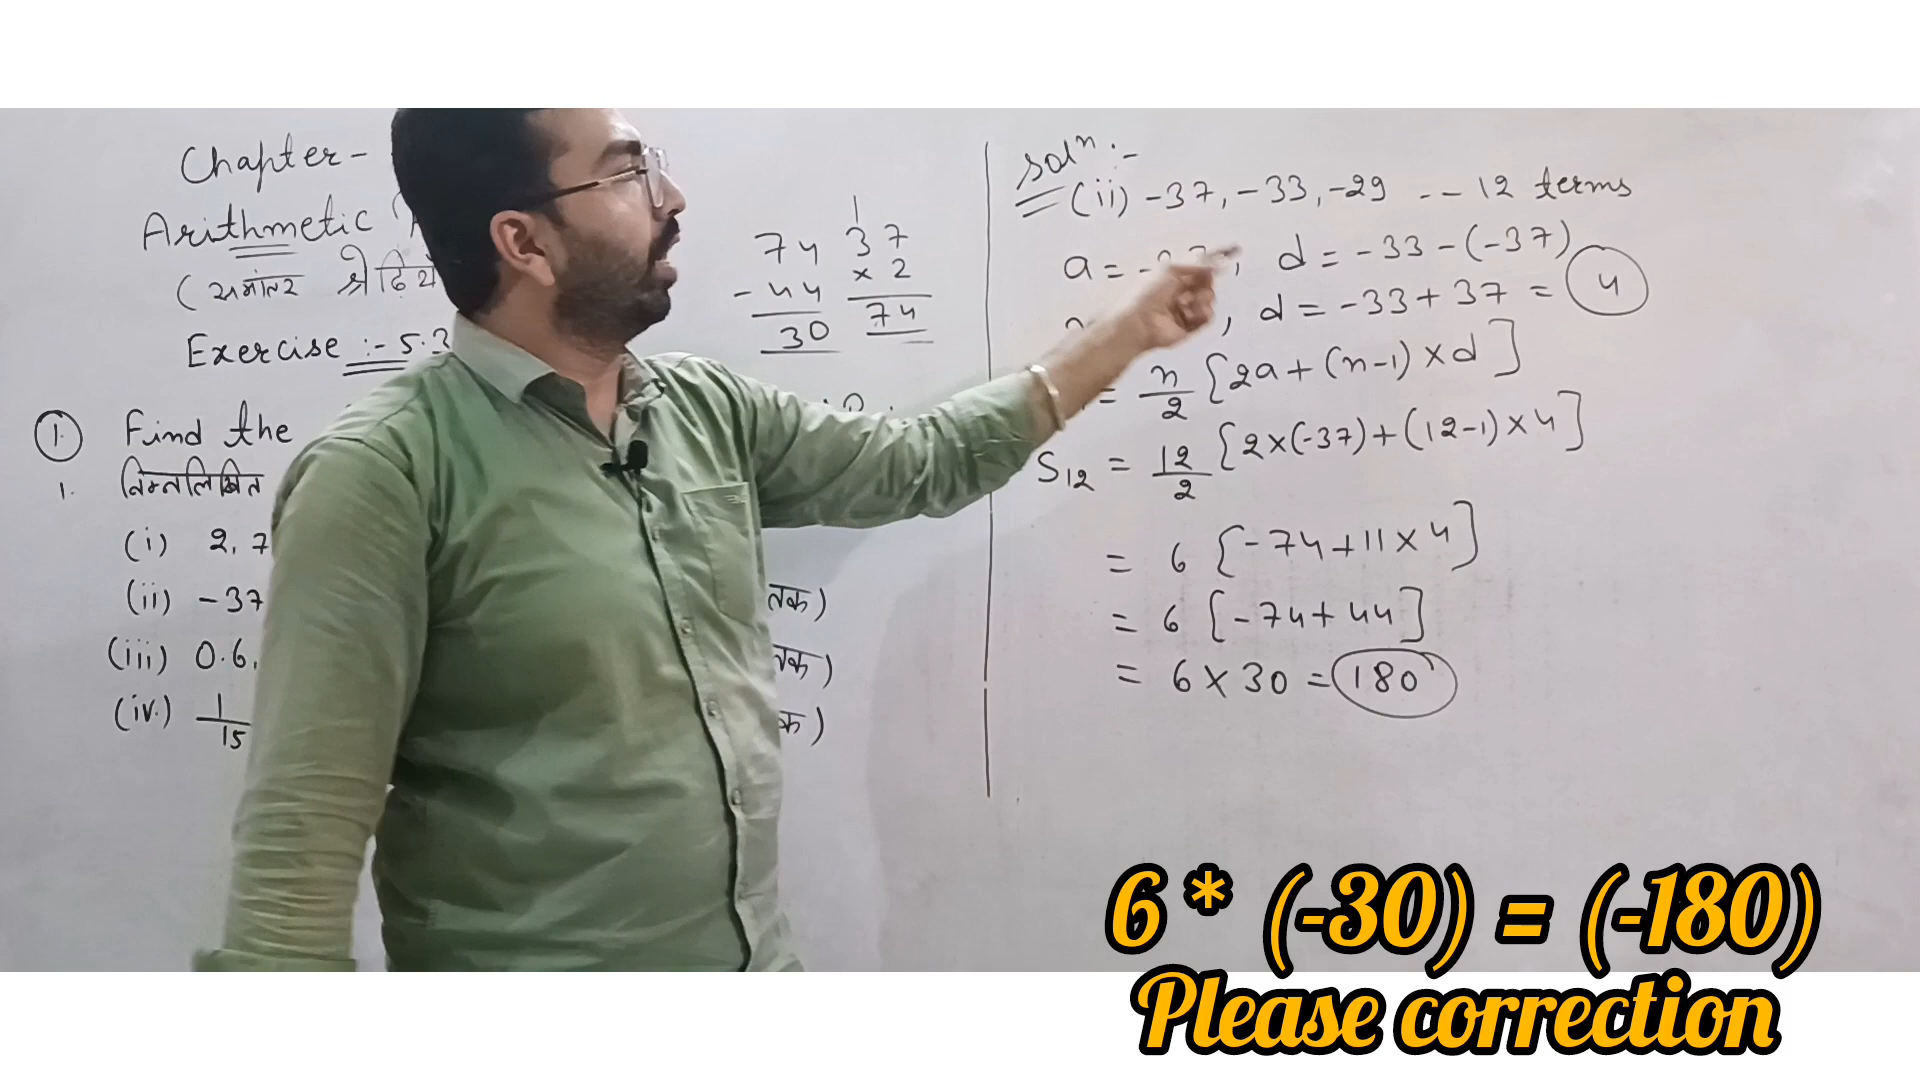 Chapter-
Arithmetic
(समांतर श्रेढियाँ
Exercise :- 5.3
1. Find the
1. निम्नलिखित
(i) 2, 7
(ii) -37
(iii) 0.6,
(iv.) 1/15
तक)
तक)
क)
74
- 44
30
1
37
× 2
74
Solⁿ :-
(ii) -37, -33, -29 -- 12 terms
a = - , d = -33 - (-37)
, d = -33 + 37 = 4
= n/2 [2a + (n-1) × d]
S₁₂ = 12/2 [2×(-37) + (12-1) × 4]
= 6 [-74 + 11 × 4]
= 6 [-74 + 44]
= 6 × 30 = 180
6 * (-30) = (-180)
Please correction